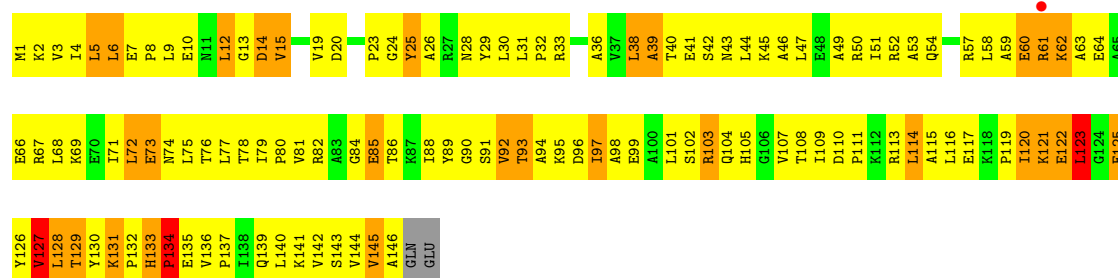 M1 K2 V3 I4 L5 L6 E7 P8 L9 E10 N11 L12 G13 D14 V15 V19 D20 P23 G24 Y25 A26 R27 N28 Y29 L30 L31 P32 R33 A36 V37 L38 A39 T40 E41 S42 N43 L44 K45 A46 L47 E48 A49 R50 I51 R52 A53 Q54 R57 L58 A59 E60 R61 K62 A63 E64 A65
E66 R67 L68 K69 E70 I71 L72 E73 N74 L75 T76 L77 T78 I79 P80 V81 R82 A83 G84 E85 T86 K87 I88 Y89 G90 S91 V92 T93 A94 K95 D96 I97 A98 E99 A100 L101 S102 R103 Q104 H105 G106 V107 T108 I109 D110 P111 K112 R113 L114 A115 L116 E117 K118 P119 I120 K121 E122 L123 G124 E125
Y126 V127 L128 T129 Y130 K131 P132 H133 P134 E135 V136 P137 I138 Q139 L140 K141 V142 S143 V144 V145 A146 GLN GLU